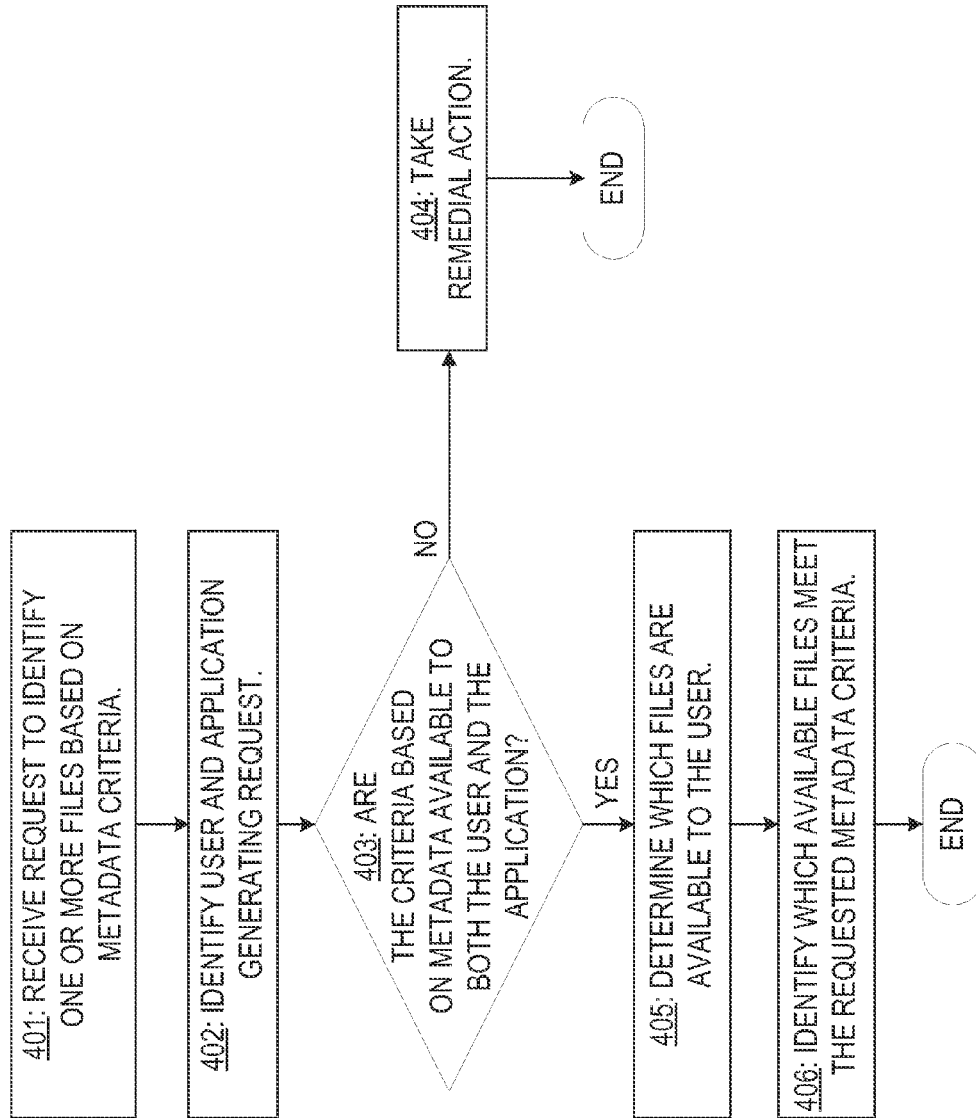 401: RECEIVE REQUEST TO IDENTIFY
ONE OR MORE FILES BASED ON
METADATA CRITERIA.
402: IDENTIFY USER AND APPLICATION
GENERATING REQUEST.
403: ARE
THE CRITERIA BASED
ON METADATA AVAILABLE TO
BOTH THE USER AND THE
APPLICATION?
NO
404: TAKE
REMEDIAL ACTION.
END
YES
405: DETERMINE WHICH FILES ARE
AVAILABLE TO THE USER.
406: IDENTIFY WHICH AVAILABLE FILES MEET
THE REQUESTED METADATA CRITERIA.
END